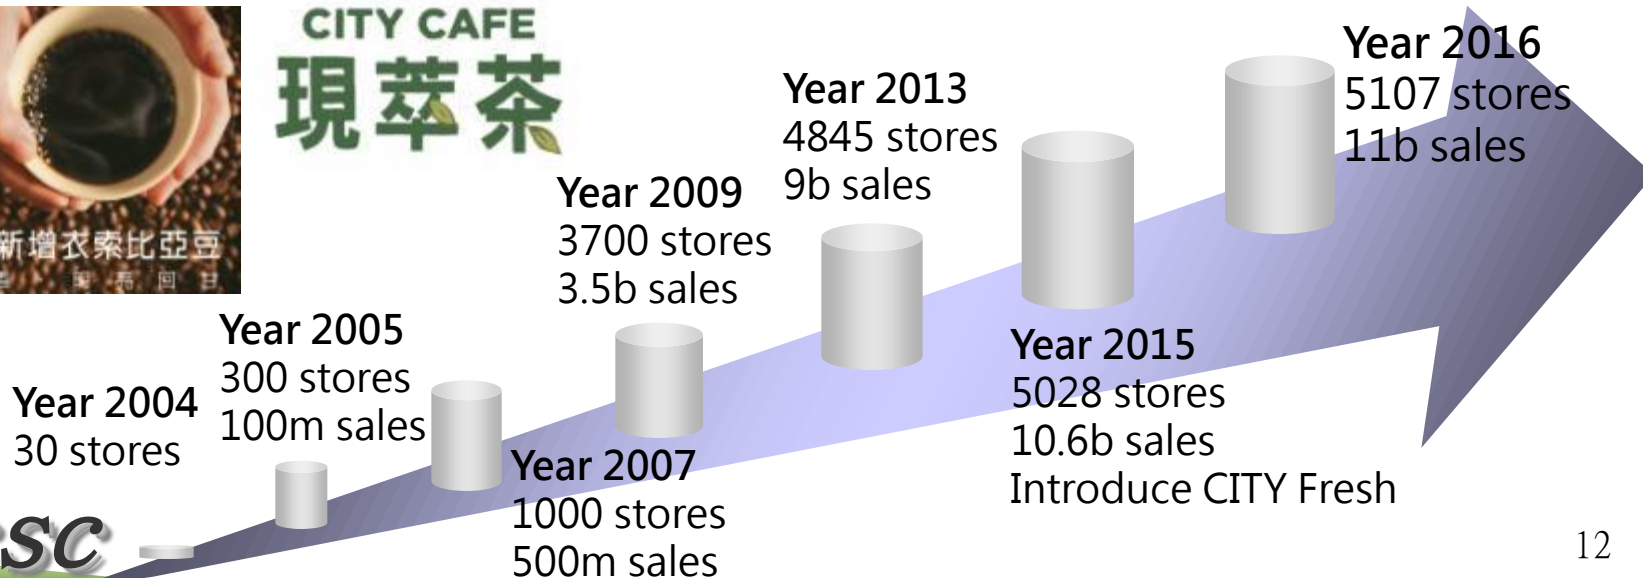 CITY CAFE
現萃茶
新增衣索比亞豆
Year 2004
30 stores
Year 2005
300 stores
100m sales
Year 2007
1000 stores
500m sales
Year 2009
3700 stores
3.5b sales
Year 2013
4845 stores
9b sales
Year 2015
5028 stores
10.6b sales
Introduce CITY Fresh
Year 2016
5107 stores
11b sales
SC
12